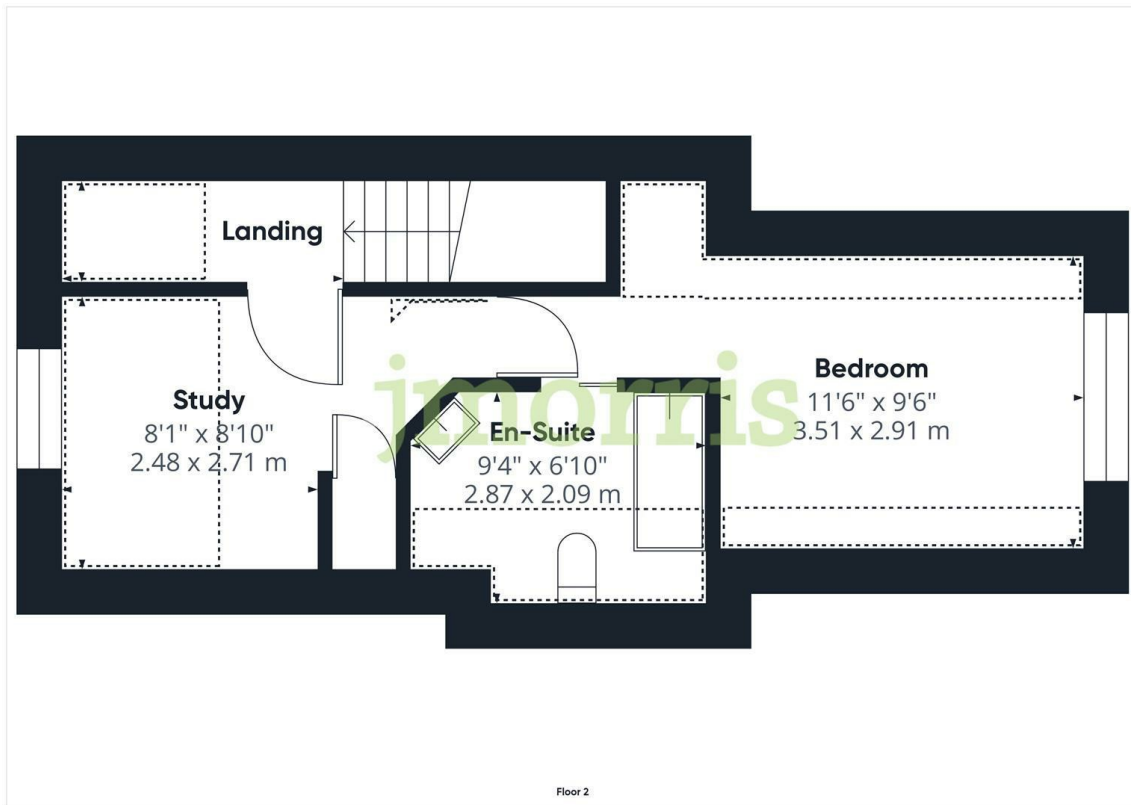 Landing
Study
8'1" x 8'10"
2.48 x 2.71 m
jmorris
En-Suite
9'4" x 6'10"
2.87 x 2.09 m
Bedroom
11'6" x 9'6"
3.51 x 2.91 m
Floor 2